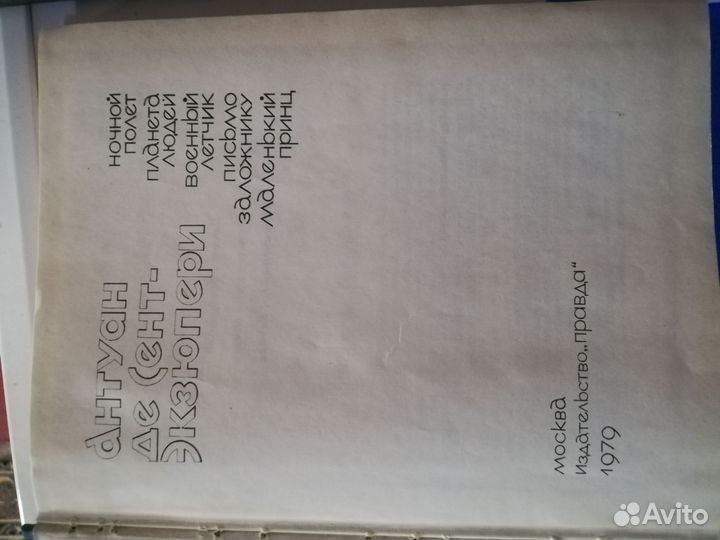 Антуан
де Сент-
Экзюпери
ночной
полет
планета
людей
военный
летчик
письмо
заложнику
маленький
принц
москва
издательство „правда“
1979
Avito